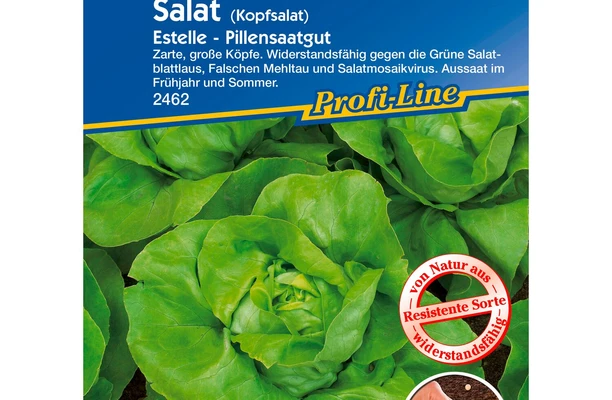 Salat (Kopfsalat)
Estelle - Pillensaatgut
Zarte, große Köpfe. Widerstandsfähig gegen die Grüne Salat-
blattlaus, Falschen Mehltau und Salatmosaikvirus. Aussaat im
Frühjahr und Sommer.
2462
Profi-Line
von Natur aus
Resistente Sorte
widerstandsfähig